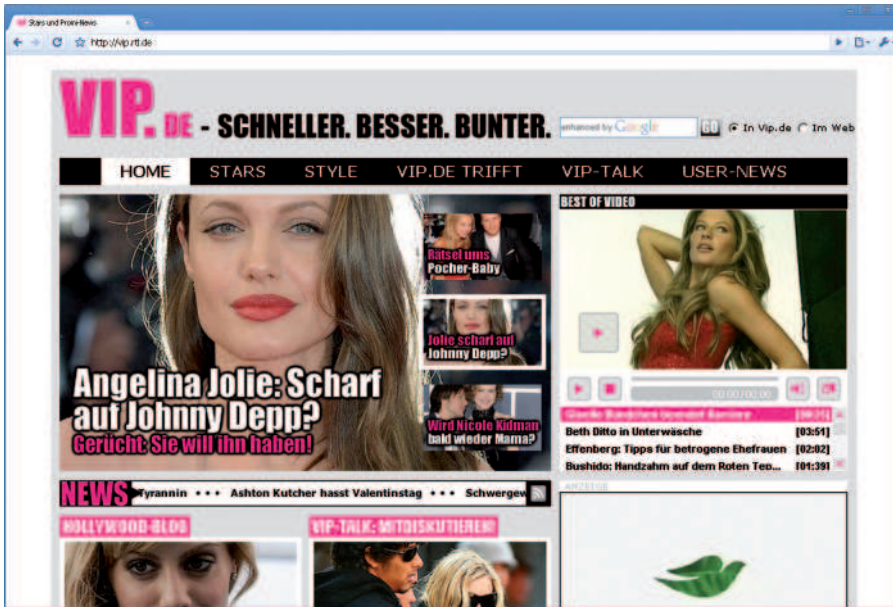 Stars und Promi-News
http://vip.rtl.de
VIP.DE - SCHNELLER. BESSER. BUNTER.
enhanced by Google
GO
In Vip.de
Im Web
HOME
STARS
STYLE
VIP.DE TRIFFT
VIP-TALK
USER-NEWS
Angelina Jolie: Scharf
auf Johnny Depp?
Gerücht: Sie will ihn haben!
Rätsel ums
Pocher-Baby
Jolie scharf auf
Johnny Depp?
Wird Nicole Kidman
bald wieder Mama?
BEST OF VIDEO
00:00/00:00
Beth Ditto in Unterwäsche [03:51]
Effenberg: Tipps für betrogene Ehefrauen [02:02]
Bushido: Handzahm auf dem Roten Tep... [01:39]
NEWS
Tyrannin • • • Ashton Kutcher hasst Valentinstag • • • Schwergew
ANZEIGE
HOLLYWOOD-BLOG
VIP-TALK: MITDISKUTIEREN!